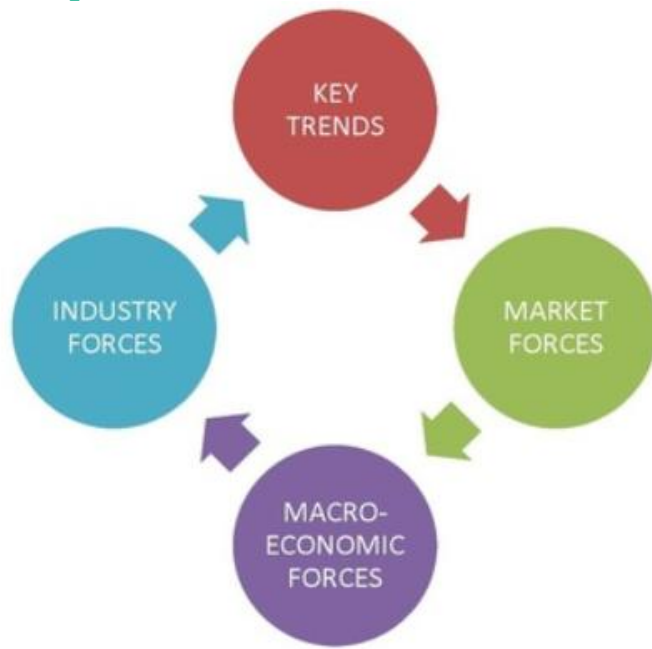 KEY
TRENDS
MARKET
FORCES
MACRO-
ECONOMIC
FORCES
INDUSTRY
FORCES